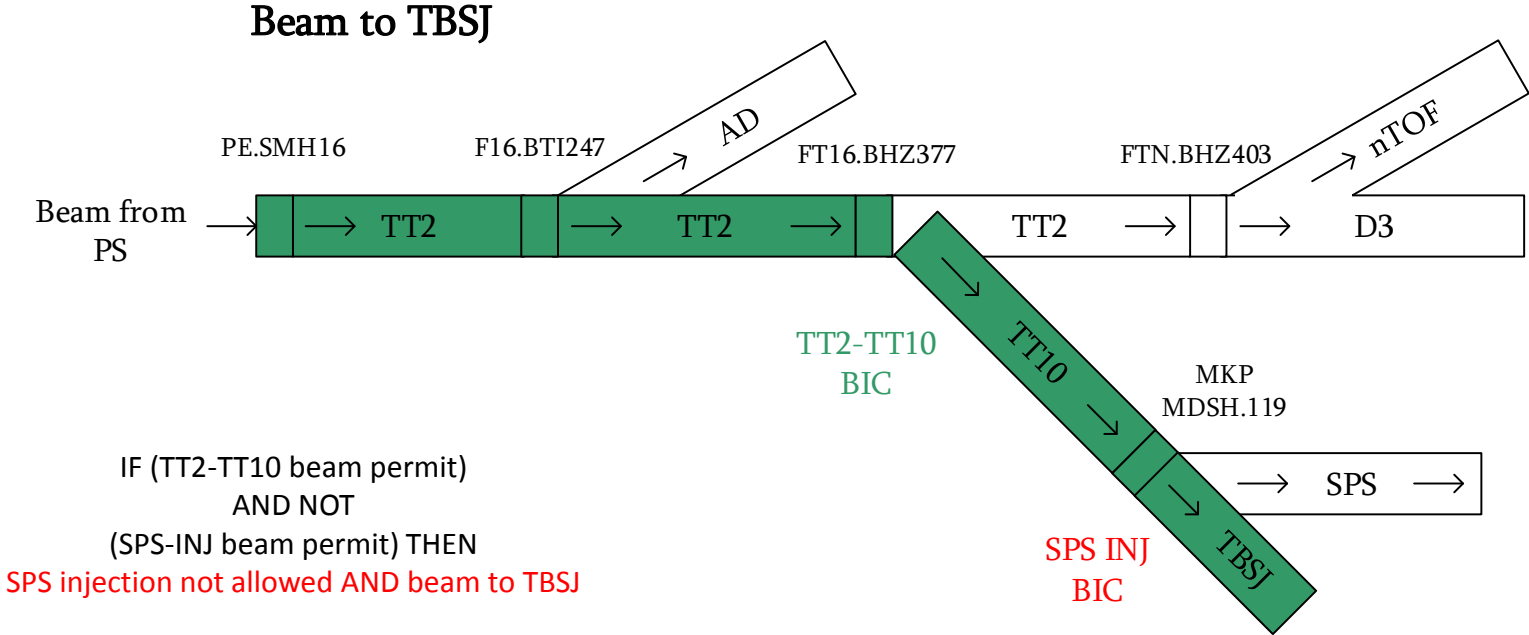 Beam to TBSJ
AD
nTOF
PE.SMH16
F16.BTI247
FT16.BHZ377
FTN.BHZ403
Beam from
PS
TT2
TT2
TT2
D3
TT2-TT10
BIC
TT10
MKP
MDSH.119
SPS
IF (TT2-TT10 beam permit)
AND NOT
(SPS-INJ beam permit) THEN
SPS injection not allowed AND beam to TBSJ
SPS INJ
BIC
TBSJ